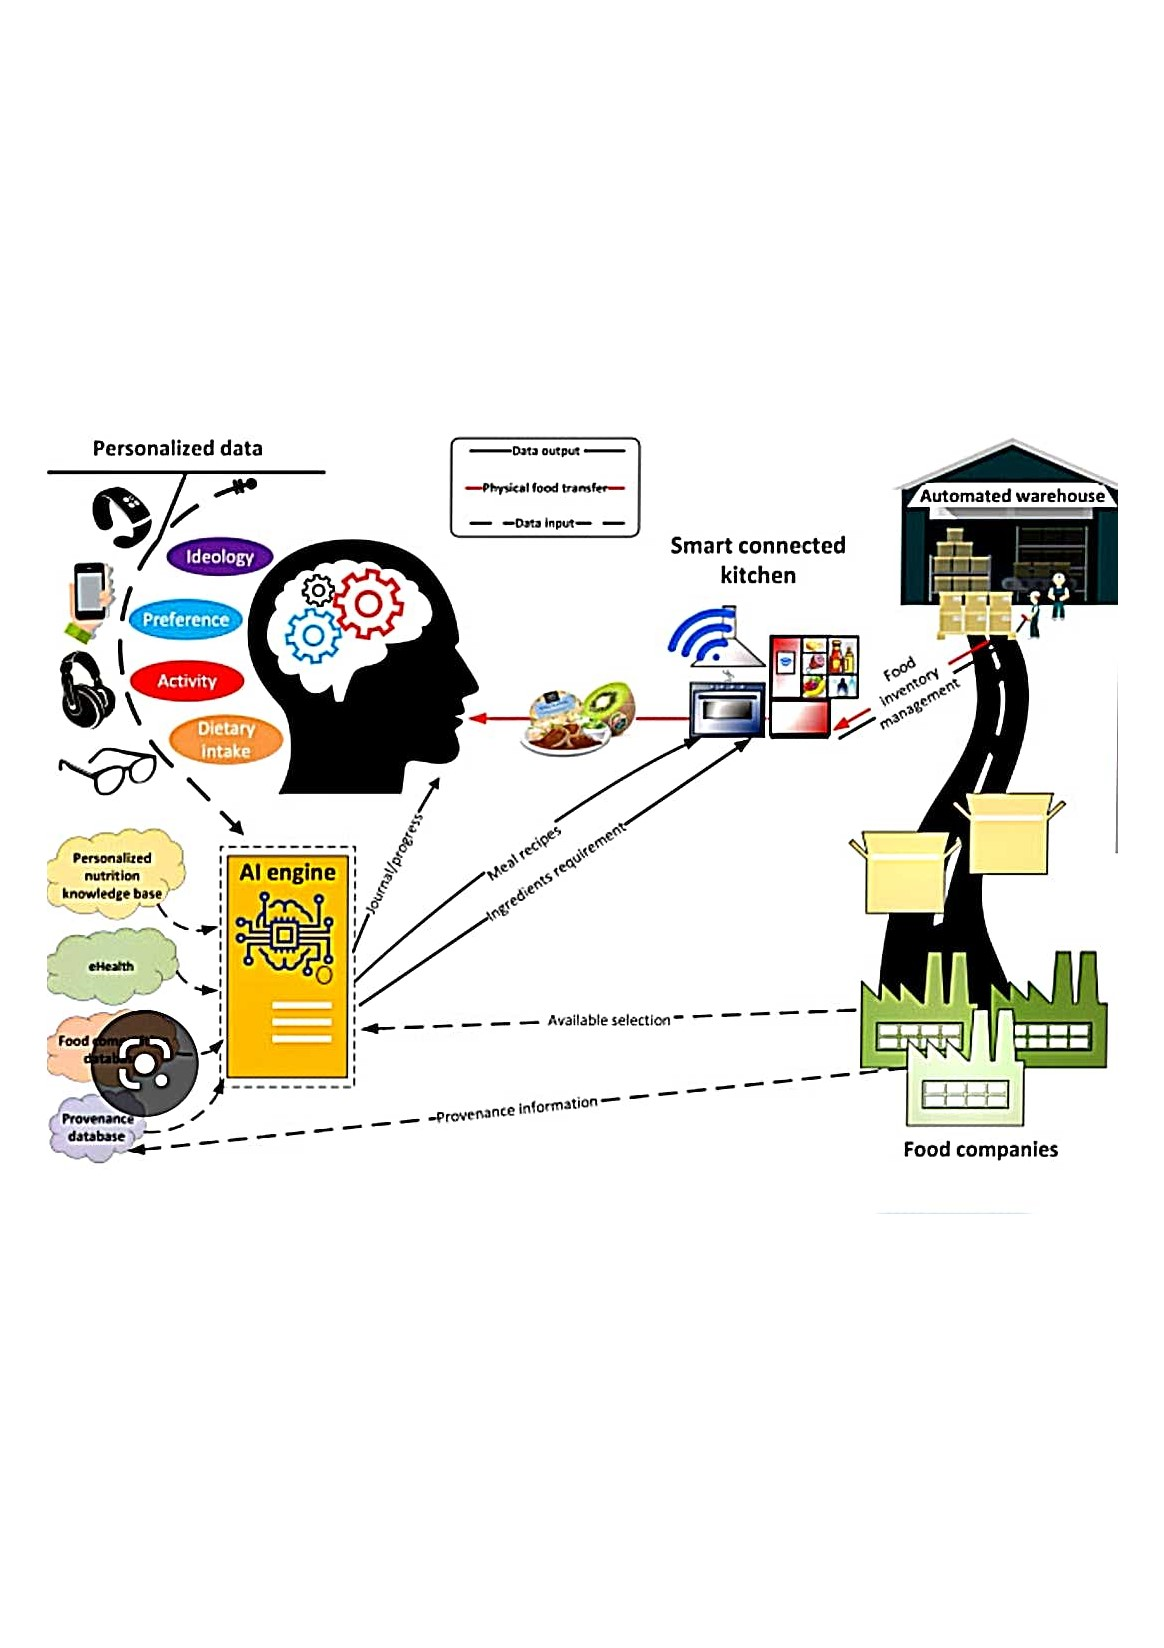 Personalized data
Data output
Physical food transfer
Data input
Automated warehouse
Smart connected
kitchen
Ideology
Preference
Activity
Dietary
intake
Food
inventory
management
Personalized
nutrition
knowledge base
eHealth
Food
Provenance
database
AI engine
Journal/progress
Meal recipes
Ingredients requirement
Available selection
Provenance information
Food companies